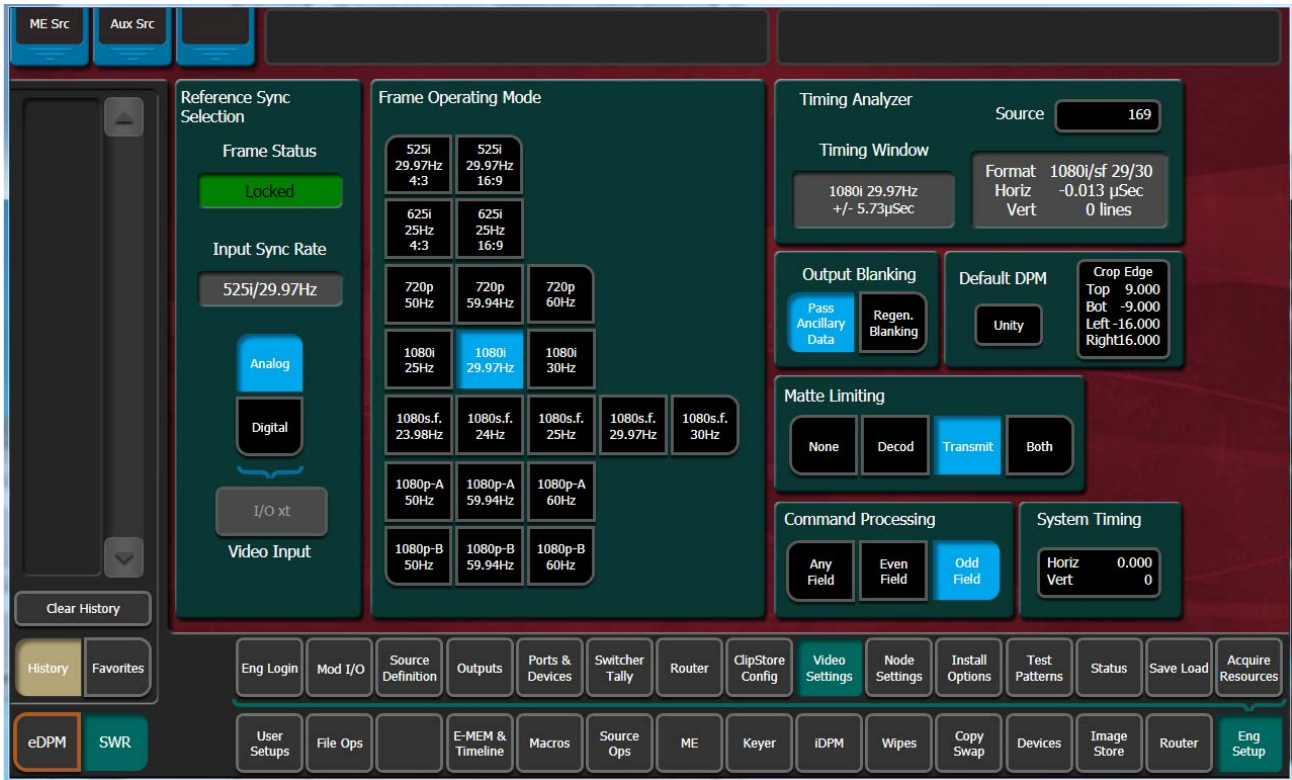 ME Src
Aux Src
Reference Sync
Selection
Frame Status
Locked
Input Sync Rate
525i/29.97Hz
Analog
Digital
I/O xt
Video Input
Frame Operating Mode
525i
29.97Hz
4:3
525i
29.97Hz
16:9
625i
25Hz
4:3
625i
25Hz
16:9
720p
50Hz
720p
59.94Hz
720p
60Hz
1080i
25Hz
1080i
29.97Hz
1080i
30Hz
1080s.f.
23.98Hz
1080s.f.
24Hz
1080s.f.
25Hz
1080s.f.
29.97Hz
1080s.f.
30Hz
1080p-A
50Hz
1080p-A
59.94Hz
1080p-A
60Hz
1080p-B
50Hz
1080p-B
59.94Hz
1080p-B
60Hz
Timing Analyzer
Source 169
Timing Window
1080i 29.97Hz
+/- 5.73µSec
Format 1080i/sf 29/30
Horiz -0.013 µSec
Vert 0 lines
Output Blanking
Pass
Ancillary
Data
Regen.
Blanking
Default DPM
Unity
Crop Edge
Top 9.000
Bot -9.000
Left -16.000
Right16.000
Matte Limiting
None
Decod
Transmit
Both
Command Processing
Any
Field
Even
Field
Odd
Field
System Timing
Horiz 0.000
Vert 0
Clear History
History
Favorites
Eng Login
Mod I/O
Source
Definition
Outputs
Ports &
Devices
Switcher
Tally
Router
ClipStore
Config
Video
Settings
Node
Settings
Install
Options
Test
Patterns
Status
Save Load
Acquire
Resources
eDPM
SWR
User
Setups
File Ops
E-MEM &
Timeline
Macros
Source
Ops
ME
Keyer
iDPM
Wipes
Copy
Swap
Devices
Image
Store
Router
Eng
Setup